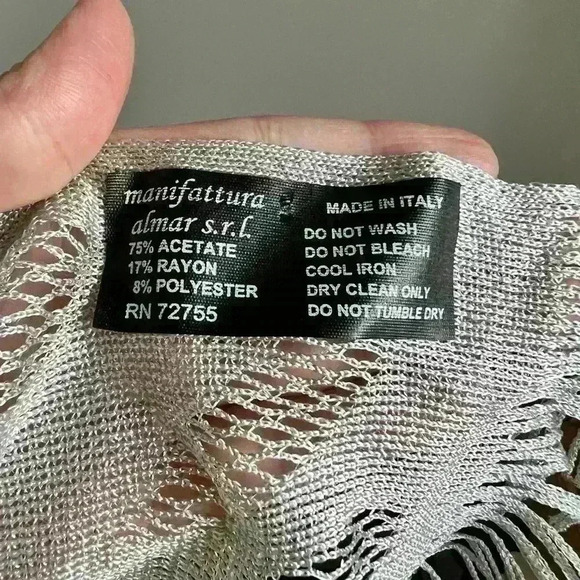 manifattura
almar s.r.l.
75% ACETATE
17% RAYON
8% POLYESTER
RN 72755
MADE IN ITALY
DO NOT WASH
DO NOT BLEACH
COOL IRON
DRY CLEAN ONLY
DO NOT TUMBLE DRY